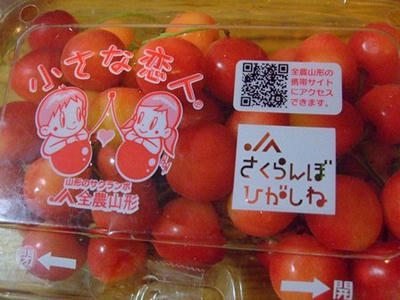 小さな恋人。
山形のサクランボ
JA全農山形
全農山形の
携帯サイト
にアクセス
できます。
JA
さくらんぼ
ひがしね
開
開